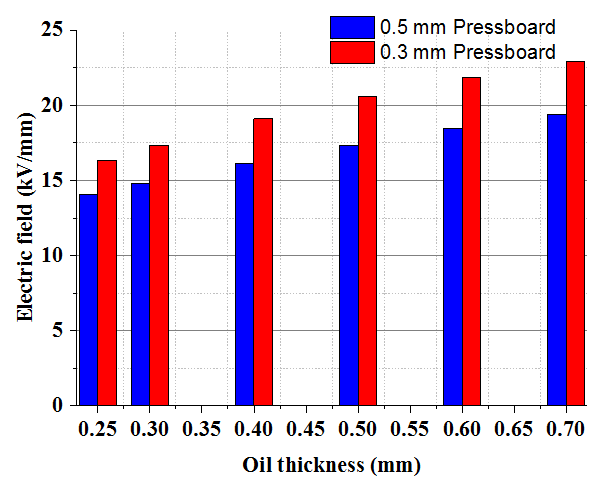 0.5 mm Pressboard
0.3 mm Pressboard
25
20
15
10
5
0
Electric field (kV/mm)
0.25 0.30 0.35 0.40 0.45 0.50 0.55 0.60 0.65 0.70
Oil thickness (mm)